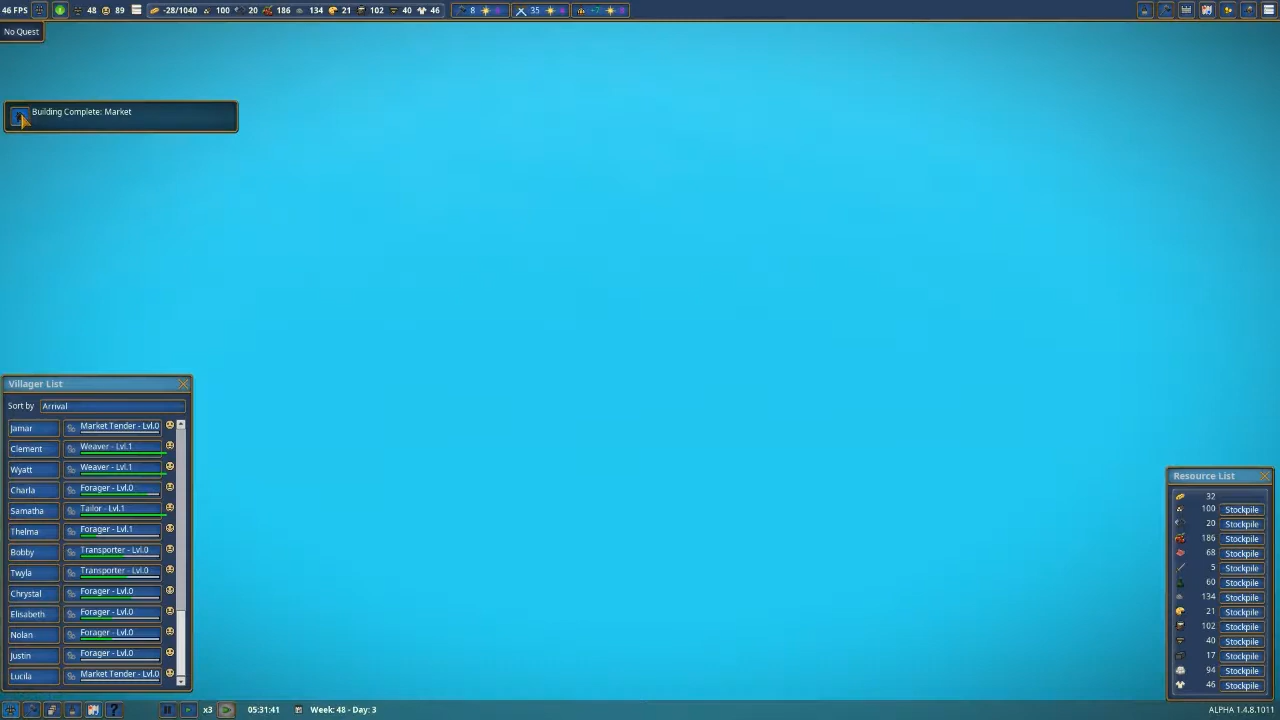 46 FPS 48 89 -28/1040 100 20 186 134 21 102 40 46 8 35 +7
No Quest
Building Complete: Market
Villager List
Sort by Arrival
Jamar Market Tender - Lvl.0
Clement Weaver - Lvl.1
Wyatt Weaver - Lvl.1
Charla Forager - Lvl.0
Samatha Tailor - Lvl.1
Thelma Forager - Lvl.1
Bobby Transporter - Lvl.0
Twyla Transporter - Lvl.0
Chrystal Forager - Lvl.0
Elisabeth Forager - Lvl.0
Nolan Forager - Lvl.0
Justin Forager - Lvl.0
Lucila Market Tender - Lvl.0
Resource List
32
100 Stockpile
20 Stockpile
186 Stockpile
68 Stockpile
5 Stockpile
60 Stockpile
134 Stockpile
21 Stockpile
102 Stockpile
40 Stockpile
17 Stockpile
94 Stockpile
46 Stockpile
? x3 05:31:41 Week: 48 - Day: 3 ALPHA 1.4.8.1011